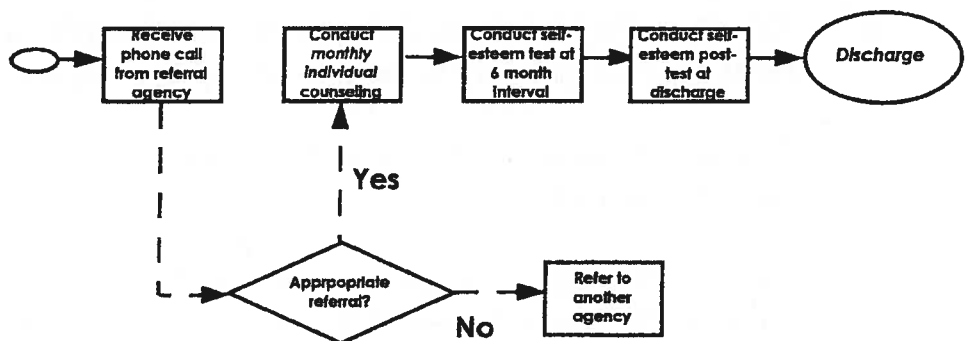 Receive
phone call
from referral
agency
Conduct
monthly
individual
counseling
Conduct self-
esteem test at
6 month
interval
Conduct self-
esteem post-
test at
discharge
Discharge
Yes
Apprpopriate
referral?
No
Refer to
another
agency